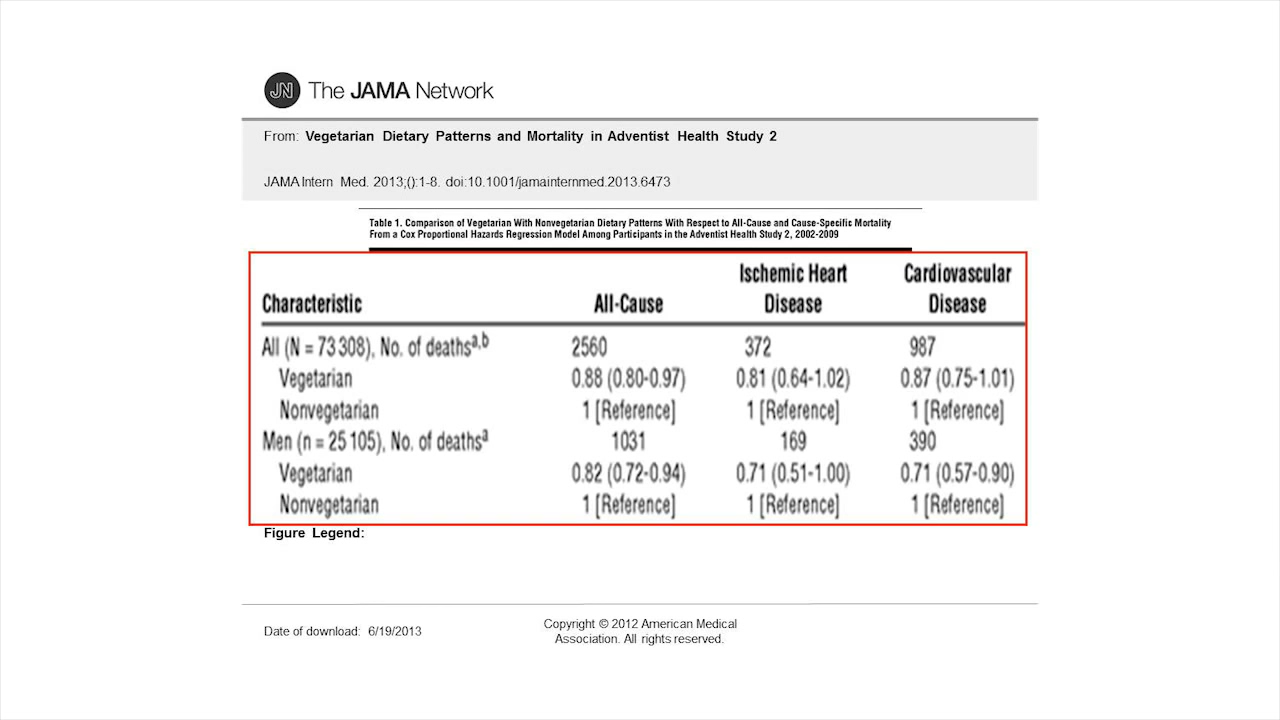 JN The JAMA Network
From: Vegetarian Dietary Patterns and Mortality in Adventist Health Study 2
JAMA Intern Med. 2013;():1-8. doi:10.1001/jamainternmed.2013.6473
Table 1. Comparison of Vegetarian With Nonvegetarian Dietary Patterns With Respect to All-Cause and Cause-Specific Mortality
From a Cox Proportional Hazards Regression Model Among Participants in the Adventist Health Study 2, 2002-2009
Characteristic All-Cause Ischemic Heart Disease Cardiovascular Disease
All (N = 73 308), No. of deathsa,b 2560 372 987
Vegetarian 0.88 (0.80-0.97) 0.81 (0.64-1.02) 0.87 (0.75-1.01)
Nonvegetarian 1 [Reference] 1 [Reference] 1 [Reference]
Men (n = 25 105), No. of deathsa 1031 169 390
Vegetarian 0.82 (0.72-0.94) 0.71 (0.51-1.00) 0.71 (0.57-0.90)
Nonvegetarian 1 [Reference] 1 [Reference] 1 [Reference]
Figure Legend:
Date of download: 6/19/2013
Copyright © 2012 American Medical
Association. All rights reserved.